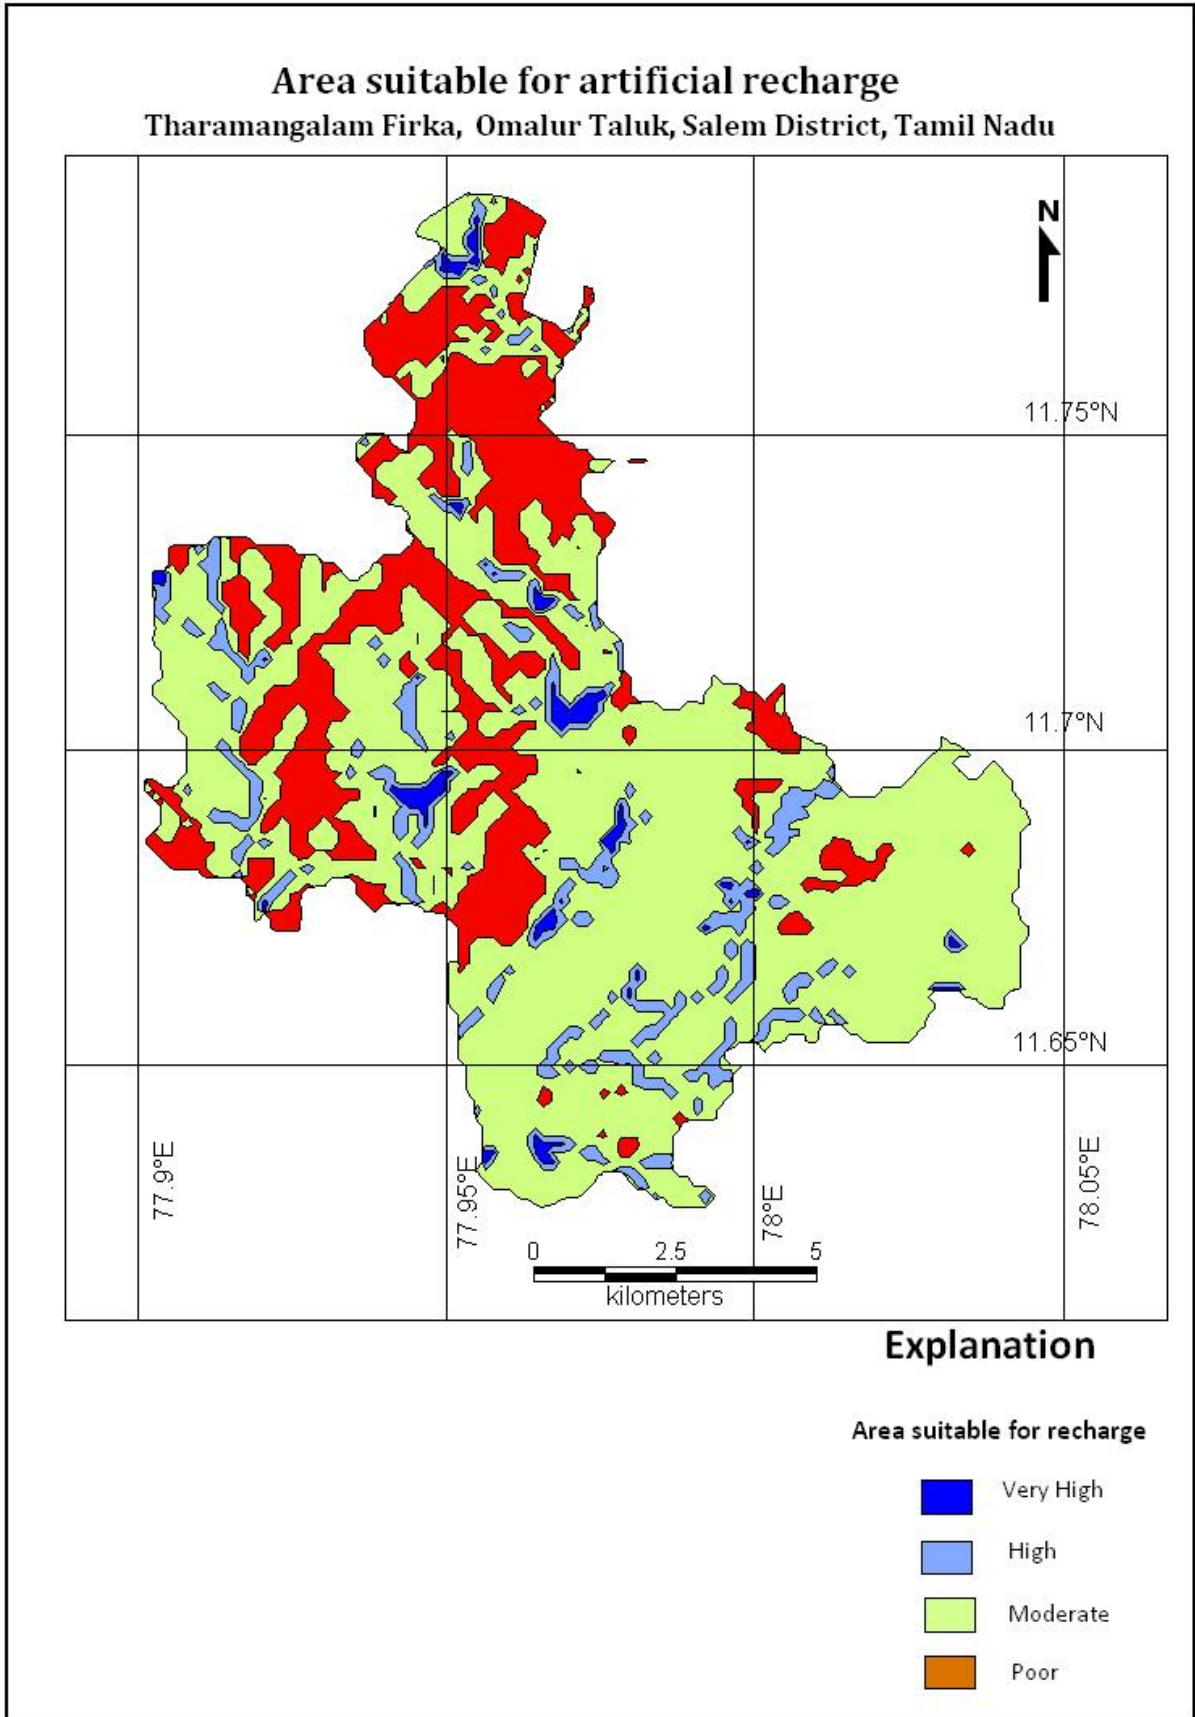 Area suitable for artificial recharge
Tharamangalam Firka, Omalur Taluk, Salem District, Tamil Nadu
N
11.75°N
11.7°N
11.65°N
77.9°E
77.95°E
78°E
78.05°E
0 2.5 5
kilometers
Explanation
Area suitable for recharge
Very High
High
Moderate
Poor